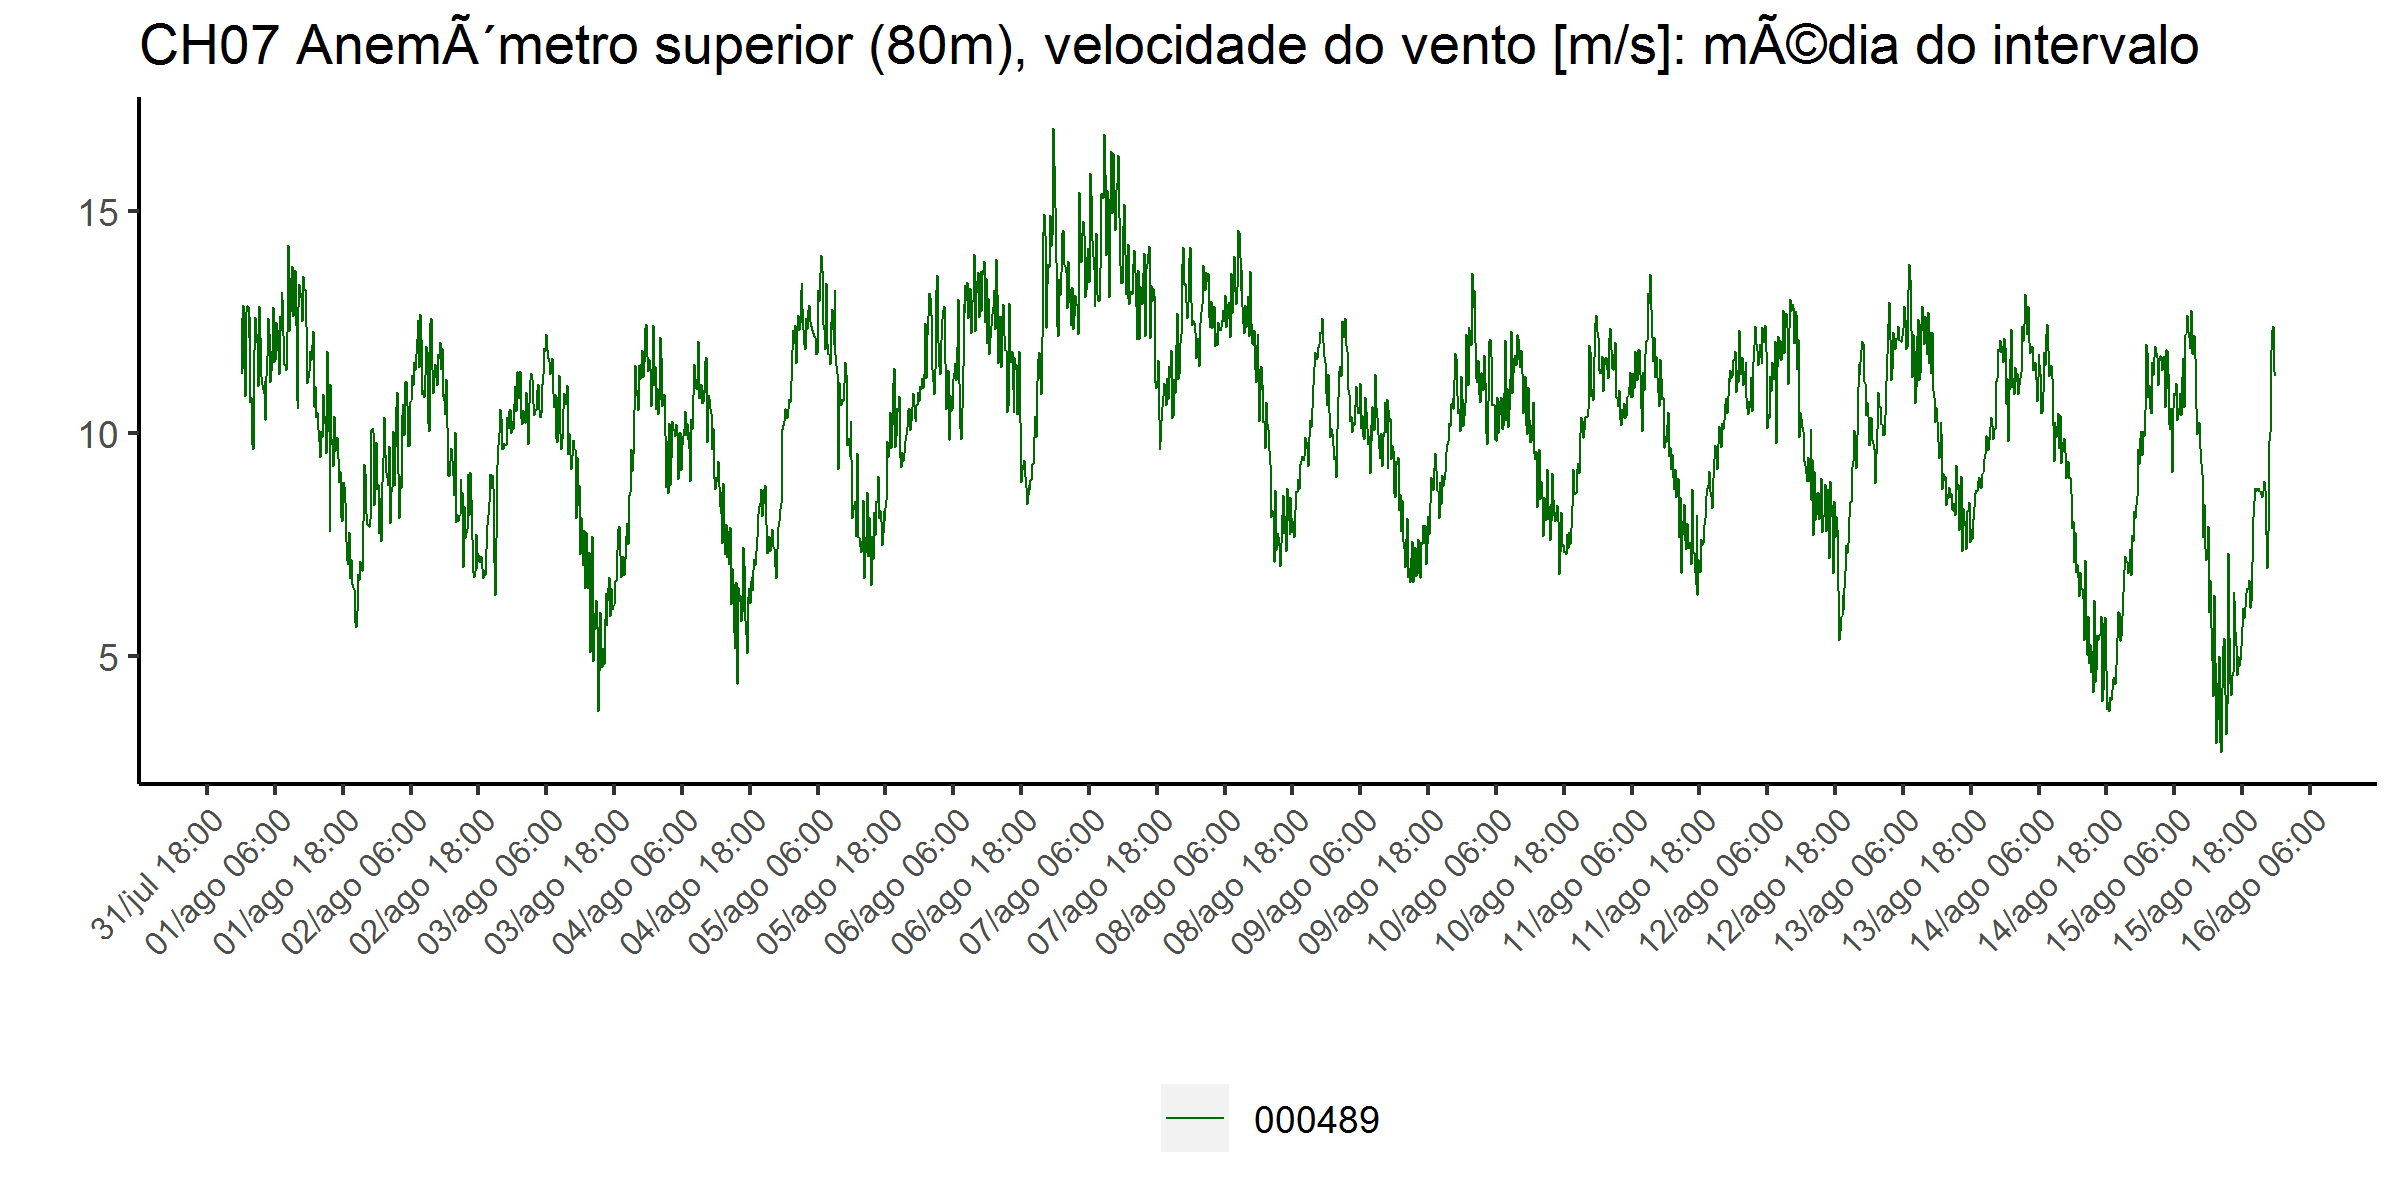 CH07 AnemÃ´metro superior (80m), velocidade do vento [m/s]: mÃ©dia do intervalo
15
10
5
31/jul 18:00
01/ago 06:00
01/ago 18:00
02/ago 06:00
02/ago 18:00
03/ago 06:00
03/ago 18:00
04/ago 06:00
04/ago 18:00
05/ago 06:00
05/ago 18:00
06/ago 06:00
06/ago 18:00
07/ago 06:00
07/ago 18:00
08/ago 06:00
08/ago 18:00
09/ago 06:00
09/ago 18:00
10/ago 06:00
10/ago 18:00
11/ago 06:00
11/ago 18:00
12/ago 06:00
12/ago 18:00
13/ago 06:00
13/ago 18:00
14/ago 06:00
14/ago 18:00
15/ago 06:00
15/ago 18:00
16/ago 06:00
000489